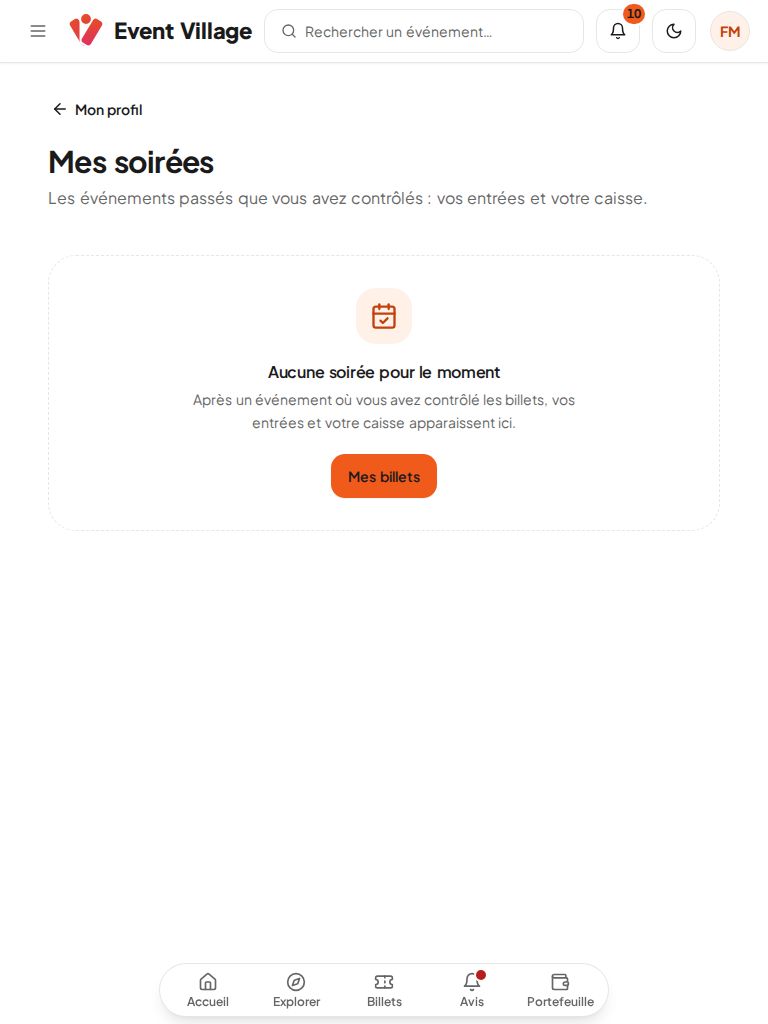 Event Village
Rechercher un événement…
10
FM
Mon profil
Mes soirées
Les événements passés que vous avez contrôlés : vos entrées et votre caisse.
Aucune soirée pour le moment
Après un événement où vous avez contrôlé les billets, vos
entrées et votre caisse apparaissent ici.
Mes billets
Accueil
Explorer
Billets
Avis
Portefeuille